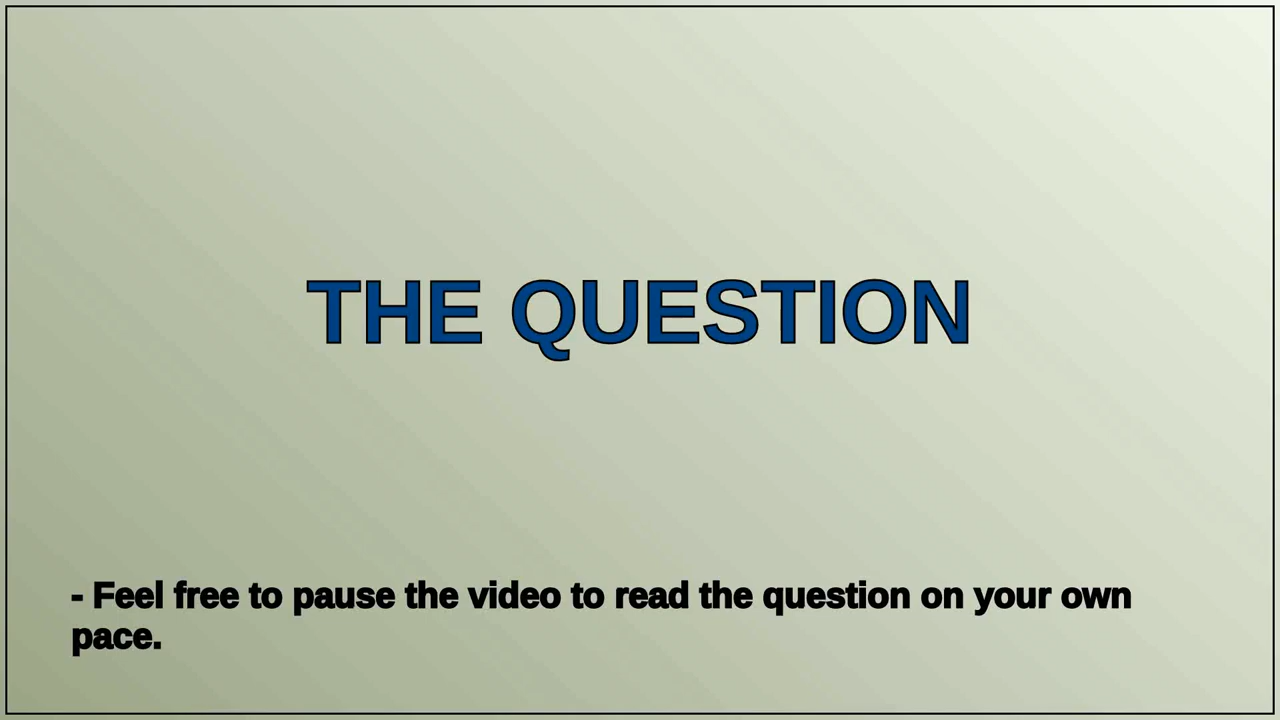 THE QUESTION
- Feel free to pause the video to read the question on your own
pace.